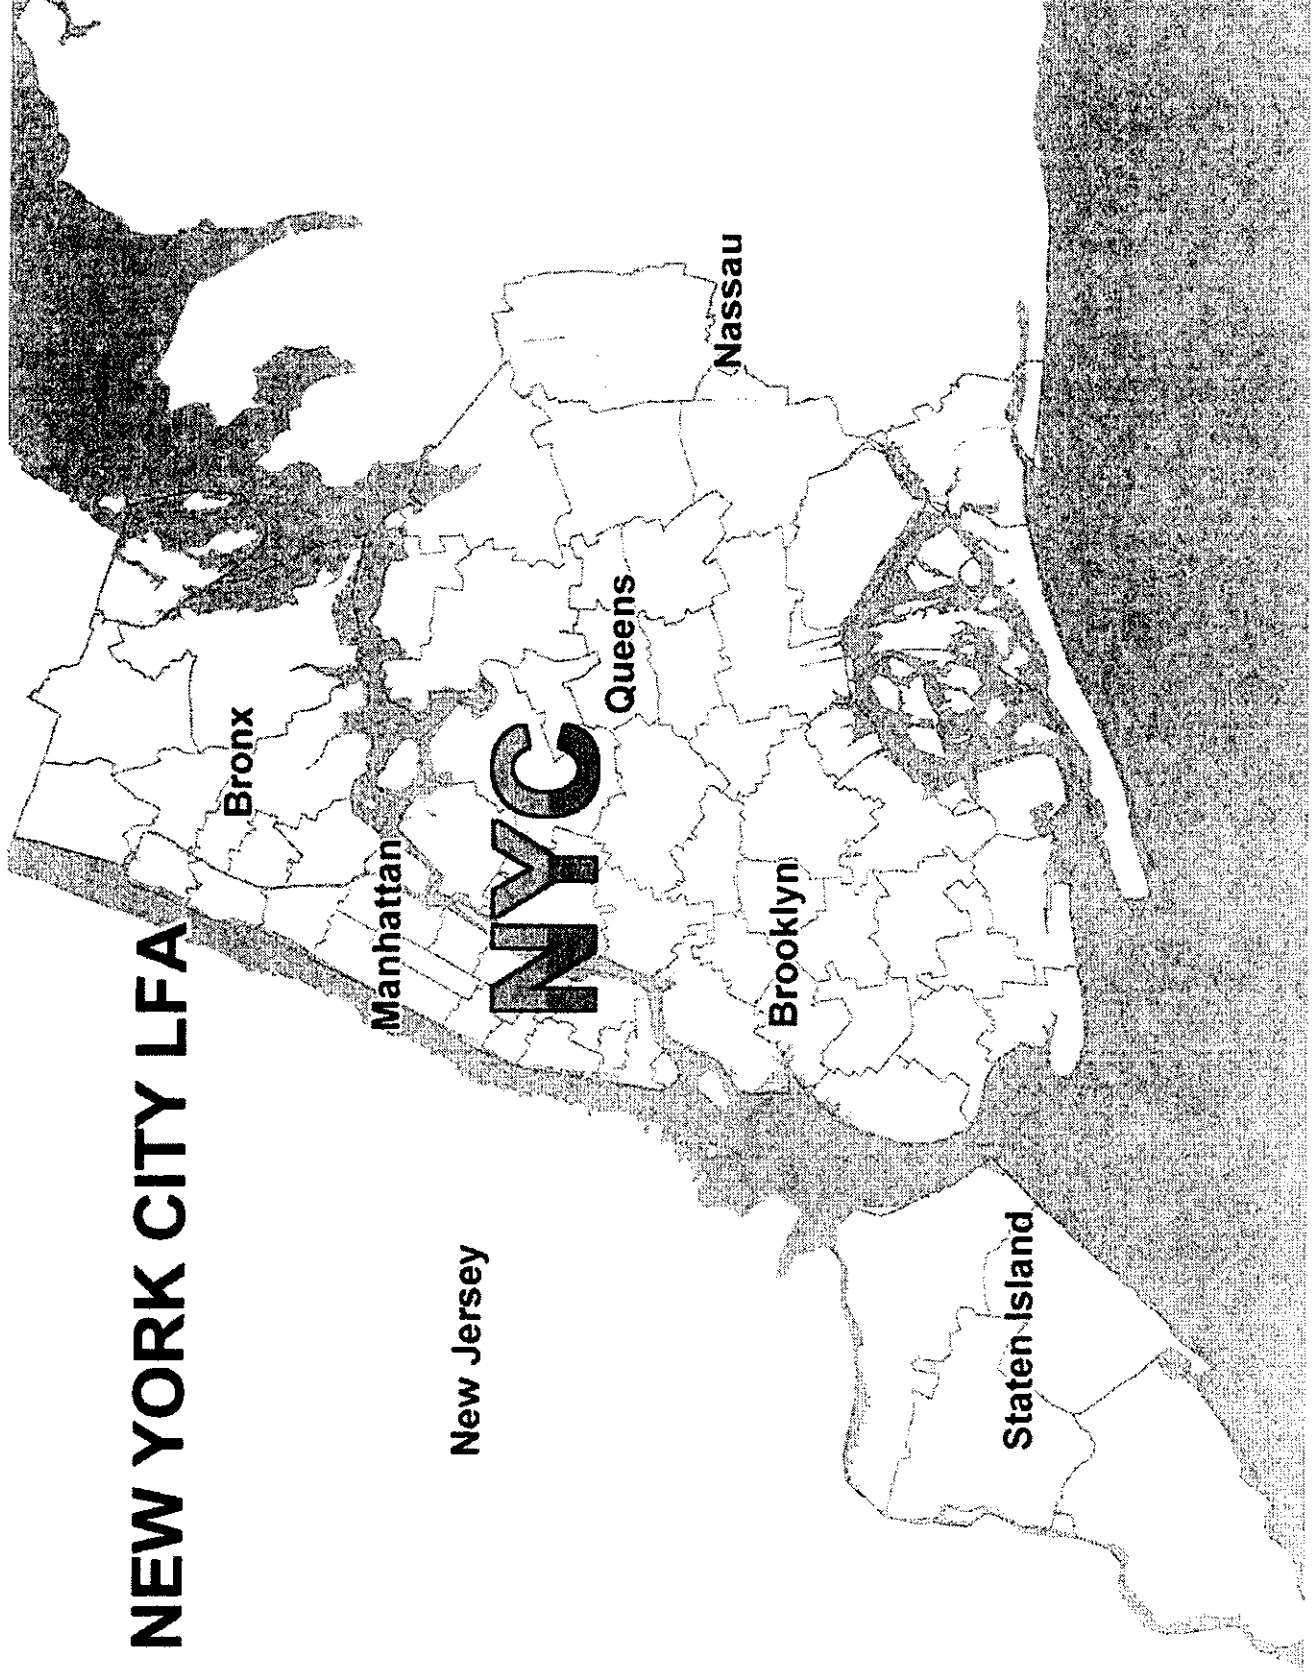 NEW YORK CITY LFA
Bronx
Manhattan
New Jersey
NYC
Queens
Nassau
Brooklyn
Staten Island